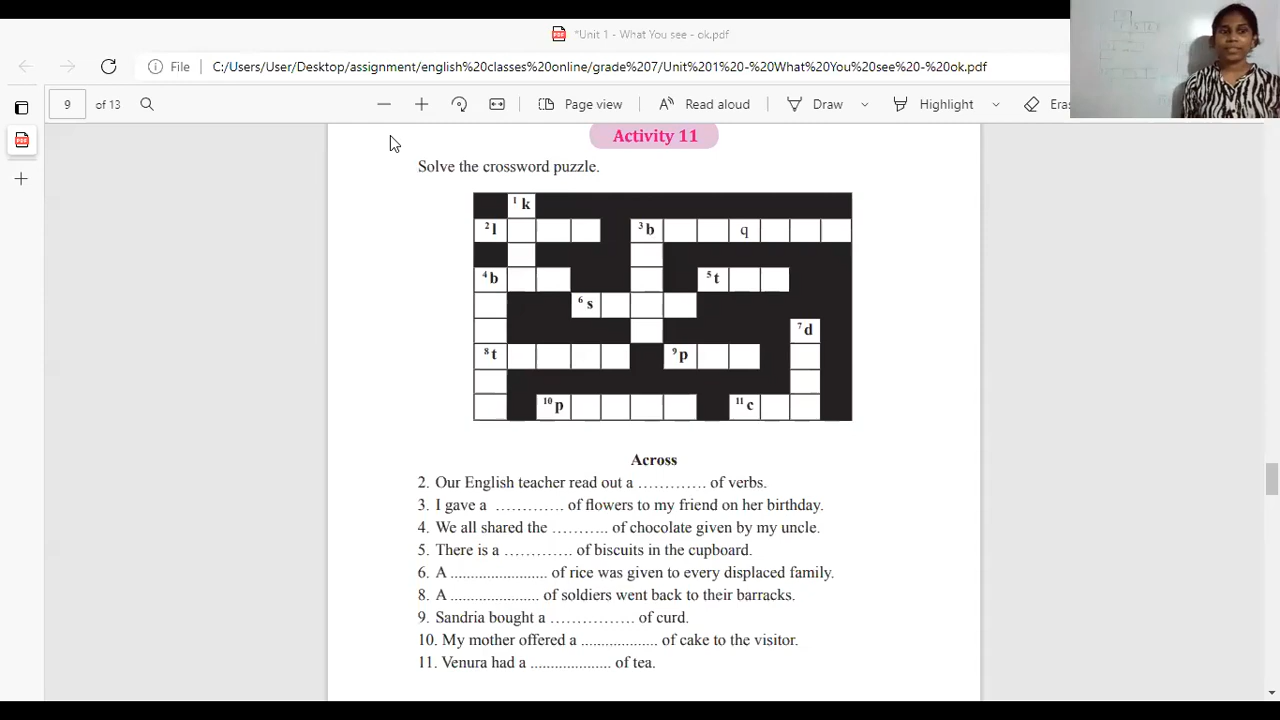 *Unit 1 - What You see - ok.pdf
File C:/Users/User/Desktop/assignment/english%20classes%20online/grade%207/Unit%201%20-%20What%20You%20see%20-%20ok.pdf
9 of 13 Page view Read aloud Draw Highlight Eras
Activity 11
Solve the crossword puzzle.
1 k
2 l 3 b q
4 b 5 t
6 s
7 d
8 t 9 p
10 p 11 c
Across
2. Our English teacher read out a ............. of verbs.
3. I gave a ............. of flowers to my friend on her birthday.
4. We all shared the .......... of chocolate given by my uncle.
5. There is a ............. of biscuits in the cupboard.
6. A ........................ of rice was given to every displaced family.
8. A ...................... of soldiers went back to their barracks.
9. Sandria bought a ................ of curd.
10. My mother offered a ................... of cake to the visitor.
11. Venura had a .................... of tea.